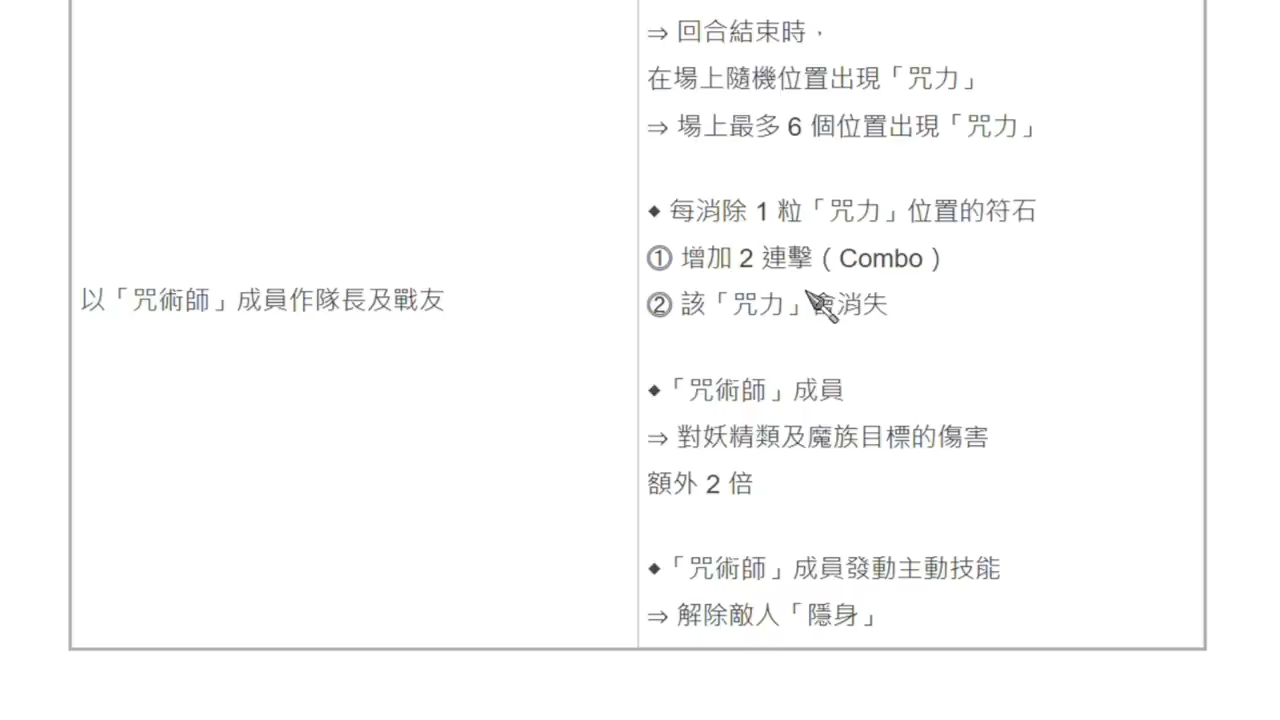 ⇒ 回合結束時，
在場上隨機位置出現「咒力」
⇒ 場上最多 6 個位置出現「咒力」
◆ 每消除 1 粒「咒力」位置的符石
① 增加 2 連擊 ( Combo )
以「咒術師」成員作隊長及戰友
② 該「咒力」會消失
◆「咒術師」成員
⇒ 對妖精類及魔族目標的傷害
額外 2 倍
◆「咒術師」成員發動主動技能
⇒ 解除敵人「隱身」